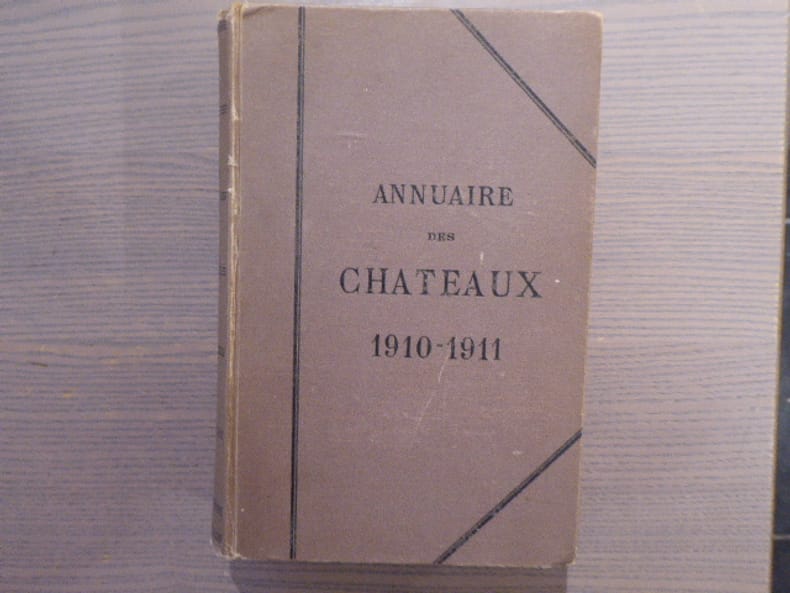 ANNUAIRE
DES
CHATEAUX
1910-1911